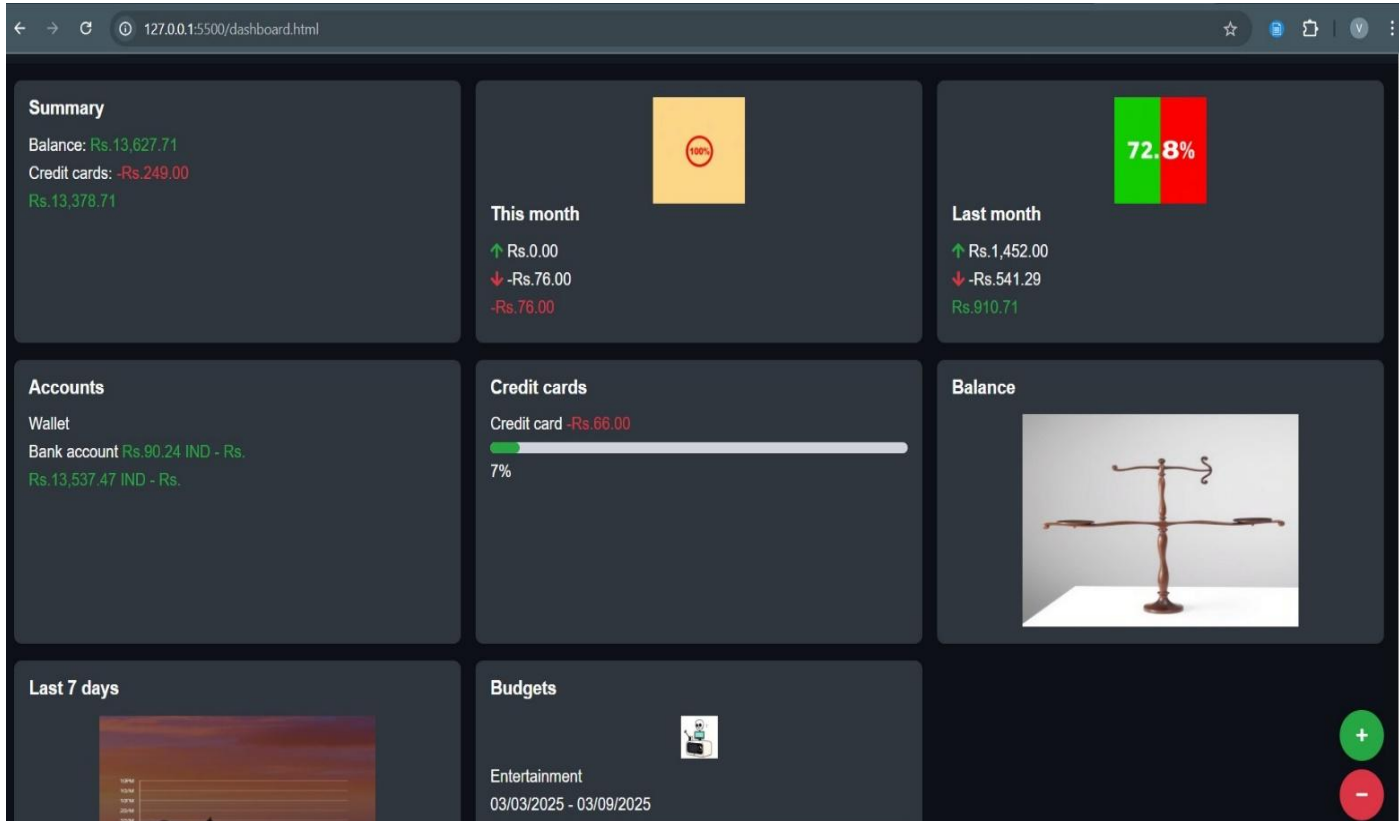 127.0.0.1:5500/dashboard.html
V
Summary
Balance: Rs.13,627.71
Credit cards: -Rs.249.00
Rs.13,378.71
100%
This month
↑ Rs.0.00
↓ -Rs.76.00
-Rs.76.00
72.8%
Last month
↑ Rs.1,452.00
↓ -Rs.541.29
Rs.910.71
Accounts
Wallet
Bank account Rs.90.24 IND - Rs.
Rs.13,537.47 IND - Rs.
Credit cards
Credit card -Rs.66.00
7%
Balance
Last 7 days
Budgets
Entertainment
03/03/2025 - 03/09/2025
+
−